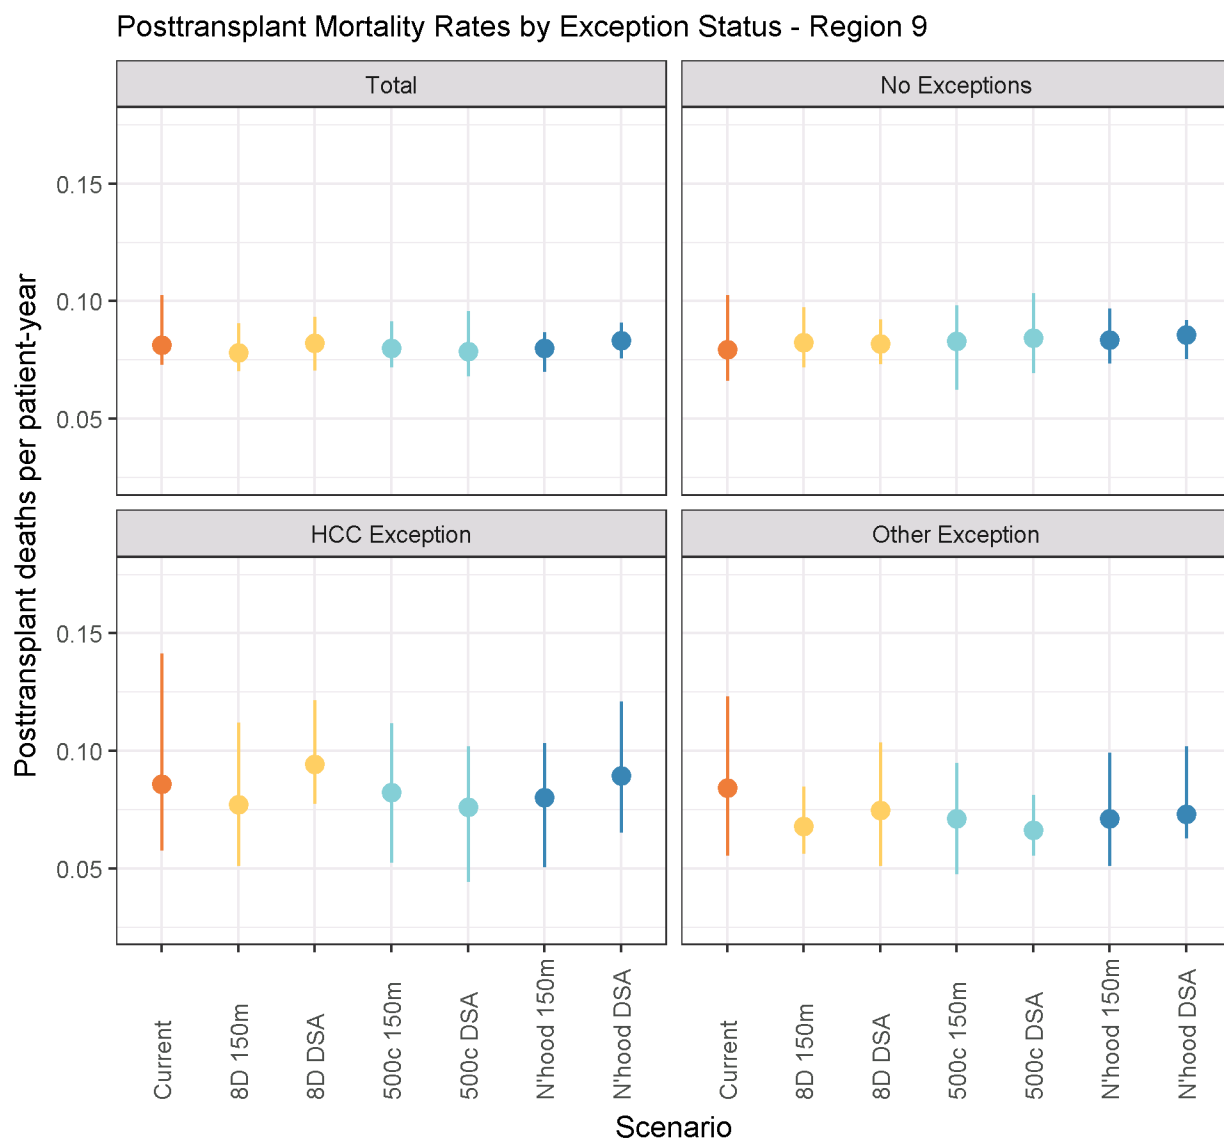 Posttransplant Mortality Rates by Exception Status - Region 9
Total
No Exceptions
0.15
0.10
0.05
HCC Exception
Other Exception
0.15
0.10
0.05
Posttransplant deaths per patient-year
Current
8D 150m
8D DSA
500c 150m
500c DSA
N'hood 150m
N'hood DSA
Current
8D 150m
8D DSA
500c 150m
500c DSA
N'hood 150m
N'hood DSA
Scenario